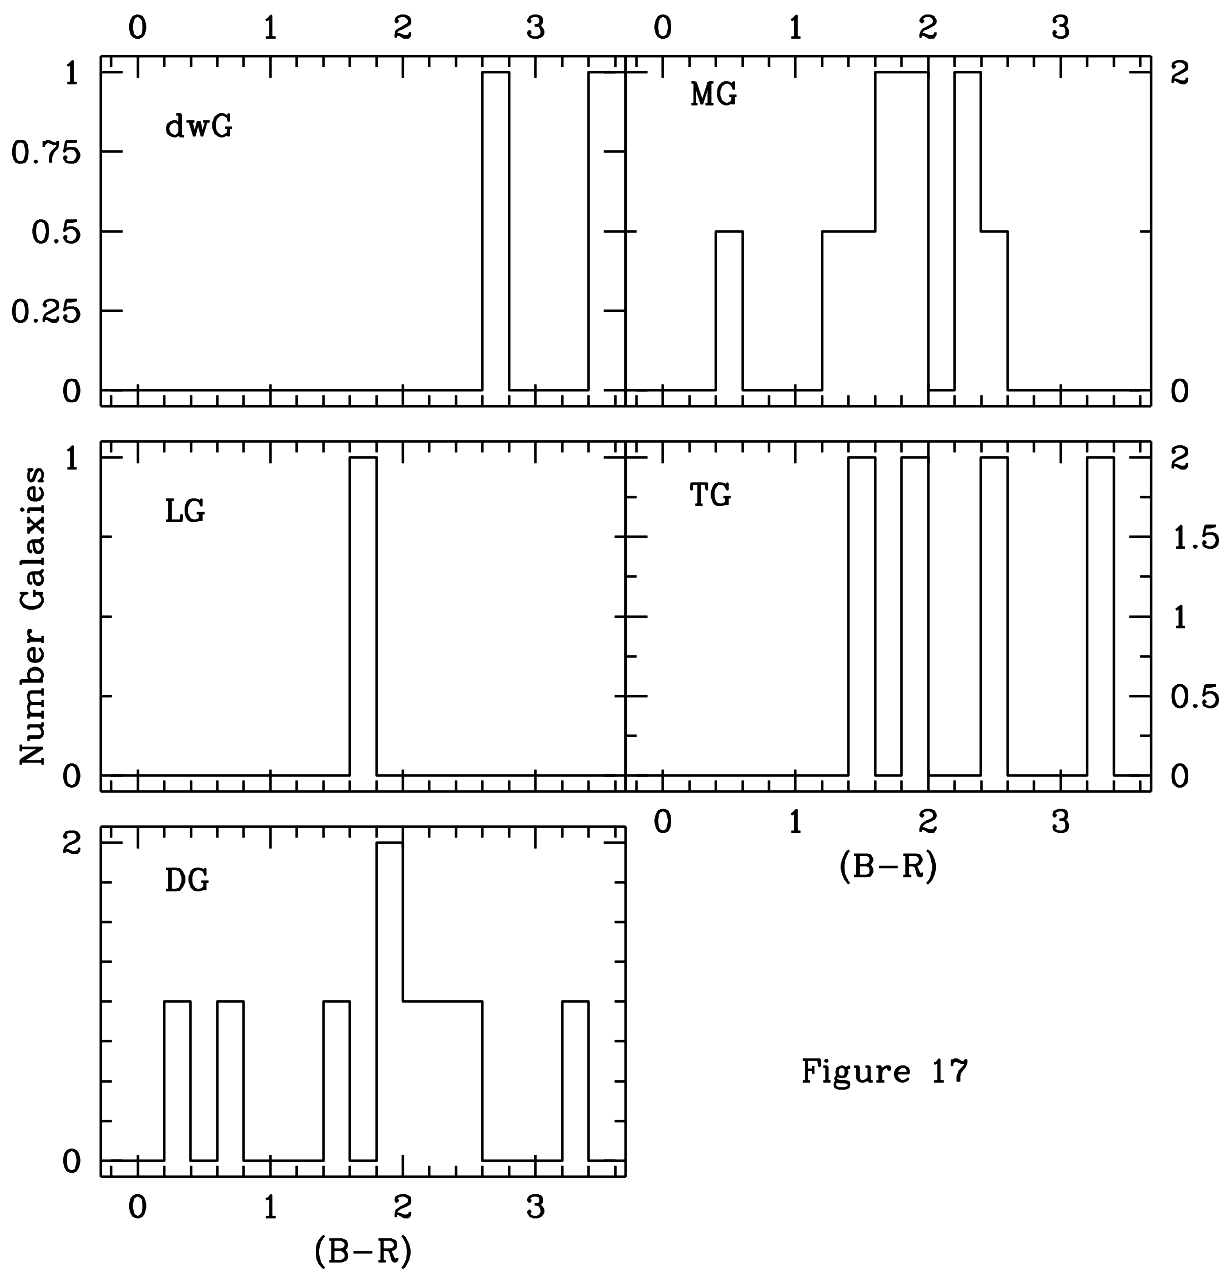 0 1 2 3 0 1 2 3
1 dwG MG 2
0.75
0.5
0.25
0 0
Number Galaxies
1 LG TG 2
1.5
1
0.5
0 0
0 1 2 3
(B-R)
2 DG
Figure 17
0
0 1 2 3
(B-R)